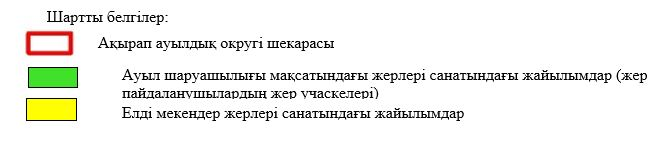 Шартты белгілер:
Ақырап ауылдық округі шекарасы
Ауыл шаруашылығы мақсатындағы жерлері санатындағы жайылымдар (жер
пайдаланушылардың жер учаскелері)
Елді мекендер жерлері санатындағы жайылымдар